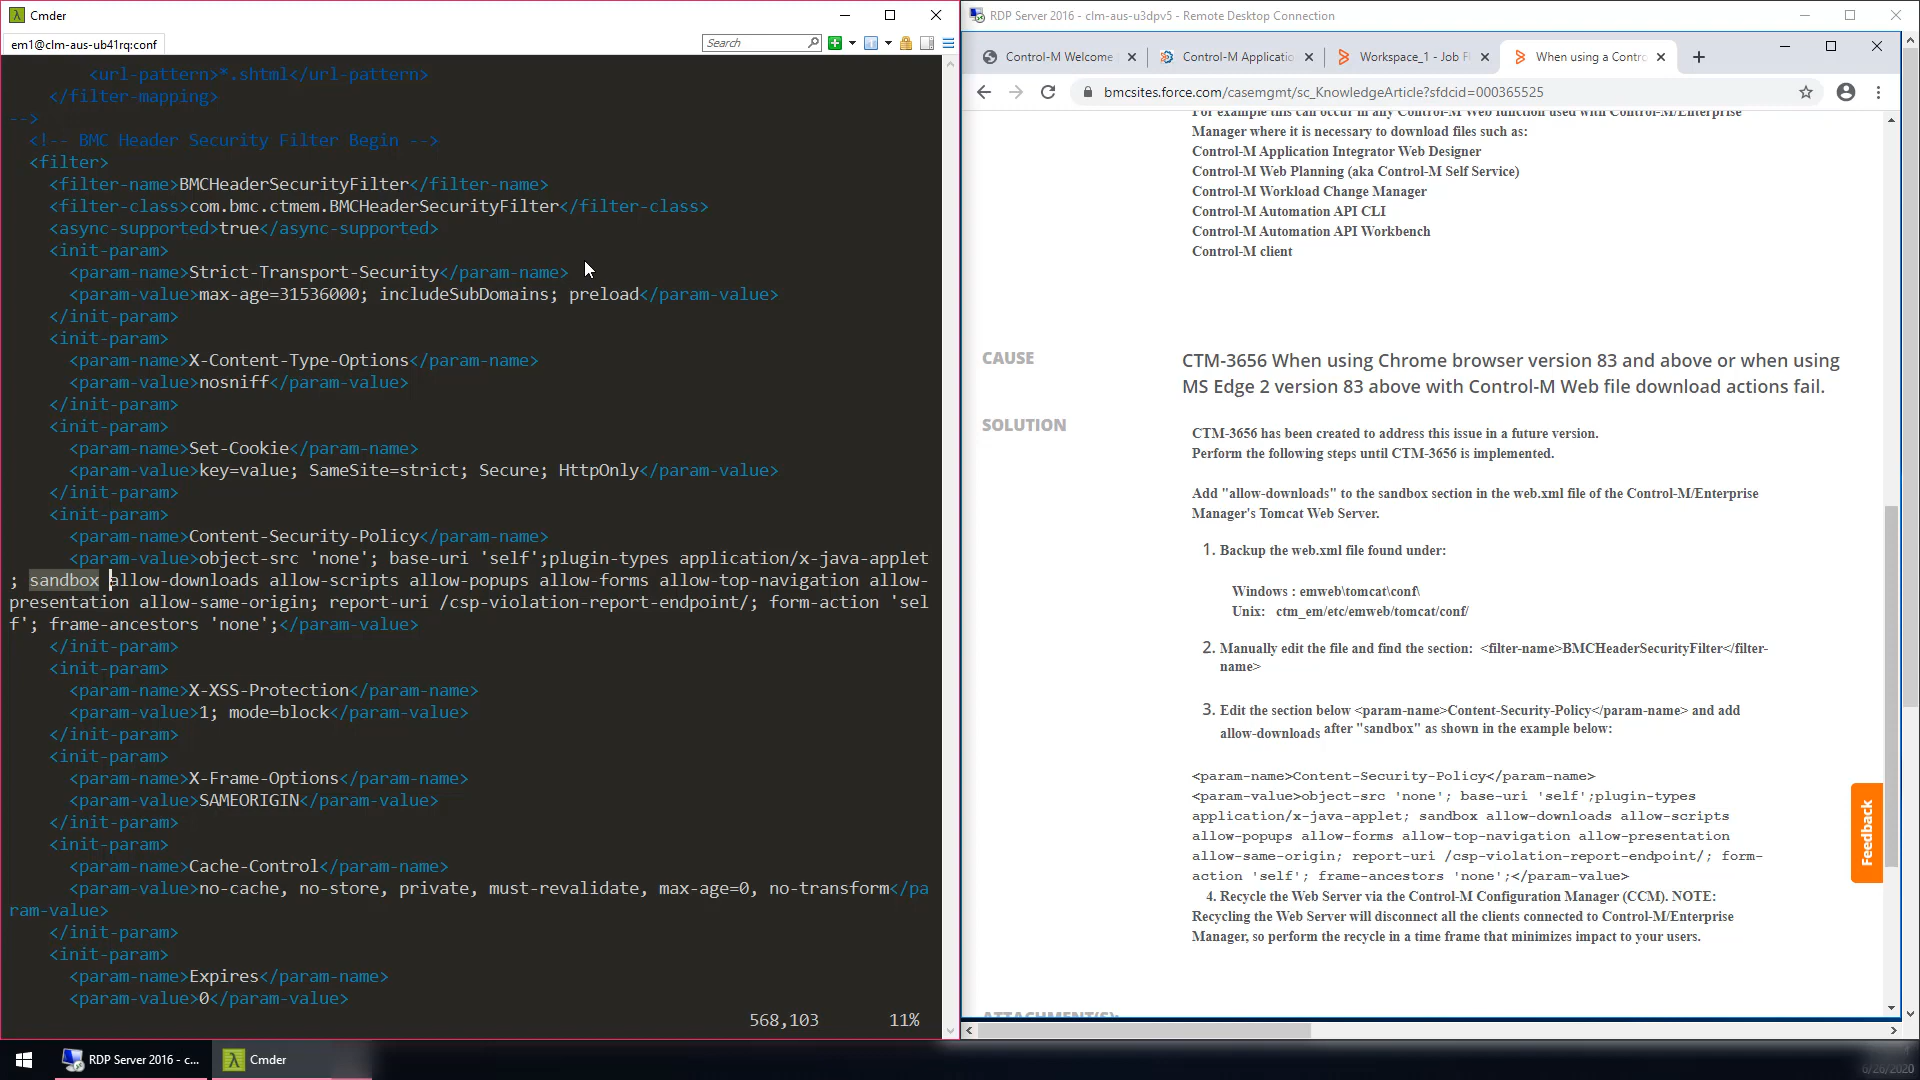 Cmder
em1@clm-aus-ub41rq:conf
Search
<url-pattern>*.shtml</url-pattern>
</filter-mapping>
-->
<!-- BMC Header Security Filter Begin -->
<filter>
<filter-name>BMCHeaderSecurityFilter</filter-name>
<filter-class>com.bmc.ctmem.BMCHeaderSecurityFilter</filter-class>
<async-supported>true</async-supported>
<init-param>
<param-name>Strict-Transport-Security</param-name>
<param-value>max-age=31536000; includeSubDomains; preload</param-value>
</init-param>
<init-param>
<param-name>X-Content-Type-Options</param-name>
<param-value>nosniff</param-value>
</init-param>
<init-param>
<param-name>Set-Cookie</param-name>
<param-value>key=value; SameSite=strict; Secure; HttpOnly</param-value>
</init-param>
<init-param>
<param-name>Content-Security-Policy</param-name>
<param-value>object-src 'none'; base-uri 'self';plugin-types application/x-java-applet
; sandbox allow-downloads allow-scripts allow-popups allow-forms allow-top-navigation allow-
presentation allow-same-origin; report-uri /csp-violation-report-endpoint/; form-action 'sel
f'; frame-ancestors 'none';</param-value>
</init-param>
<init-param>
<param-name>X-XSS-Protection</param-name>
<param-value>1; mode=block</param-value>
</init-param>
<init-param>
<param-name>X-Frame-Options</param-name>
<param-value>SAMEORIGIN</param-value>
</init-param>
<init-param>
<param-name>Cache-Control</param-name>
<param-value>no-cache, no-store, private, must-revalidate, max-age=0, no-transform</pa
ram-value>
</init-param>
<init-param>
<param-name>Expires</param-name>
<param-value>0</param-value>
568,103 11%
RDP Server 2016 - clm-aus-u3dpv5 - Remote Desktop Connection
Control-M Welcome
Control-M Applicatio
Workspace_1 - Job F
When using a Contro
bmcsites.force.com/casemgmt/sc_KnowledgeArticle?sfdcid=000365525
For example this can occur in any Control-M Web function used with Control-M/Enterprise
Manager where it is necessary to download files such as:
Control-M Application Integrator Web Designer
Control-M Web Planning (aka Control-M Self Service)
Control-M Workload Change Manager
Control-M Automation API CLI
Control-M Automation API Workbench
Control-M client
CAUSE
CTM-3656 When using Chrome browser version 83 and above or when using
MS Edge 2 version 83 above with Control-M Web file download actions fail.
SOLUTION
CTM-3656 has been created to address this issue in a future version.
Perform the following steps until CTM-3656 is implemented.
Add "allow-downloads" to the sandbox section in the web.xml file of the Control-M/Enterprise
Manager's Tomcat Web Server.
1. Backup the web.xml file found under:
Windows : emweb\tomcat\conf\
Unix: ctm_em/etc/emweb/tomcat/conf/
2. Manually edit the file and find the section: <filter-name>BMCHeaderSecurityFilter</filter-
name>
3. Edit the section below <param-name>Content-Security-Policy</param-name> and add
allow-downloads after "sandbox" as shown in the example below:
<param-name>Content-Security-Policy</param-name>
<param-value>object-src 'none'; base-uri 'self';plugin-types
application/x-java-applet; sandbox allow-downloads allow-scripts
allow-popups allow-forms allow-top-navigation allow-presentation
allow-same-origin; report-uri /csp-violation-report-endpoint/; form-
action 'self'; frame-ancestors 'none';</param-value>
4. Recycle the Web Server via the Control-M Configuration Manager (CCM). NOTE:
Recycling the Web Server will disconnect all the clients connected to Control-M/Enterprise
Manager, so perform the recycle in a time frame that minimizes impact to your users.
ATTACHMENT(S):
Feedback
RDP Server 2016 - c...
Cmder
6/26/2020